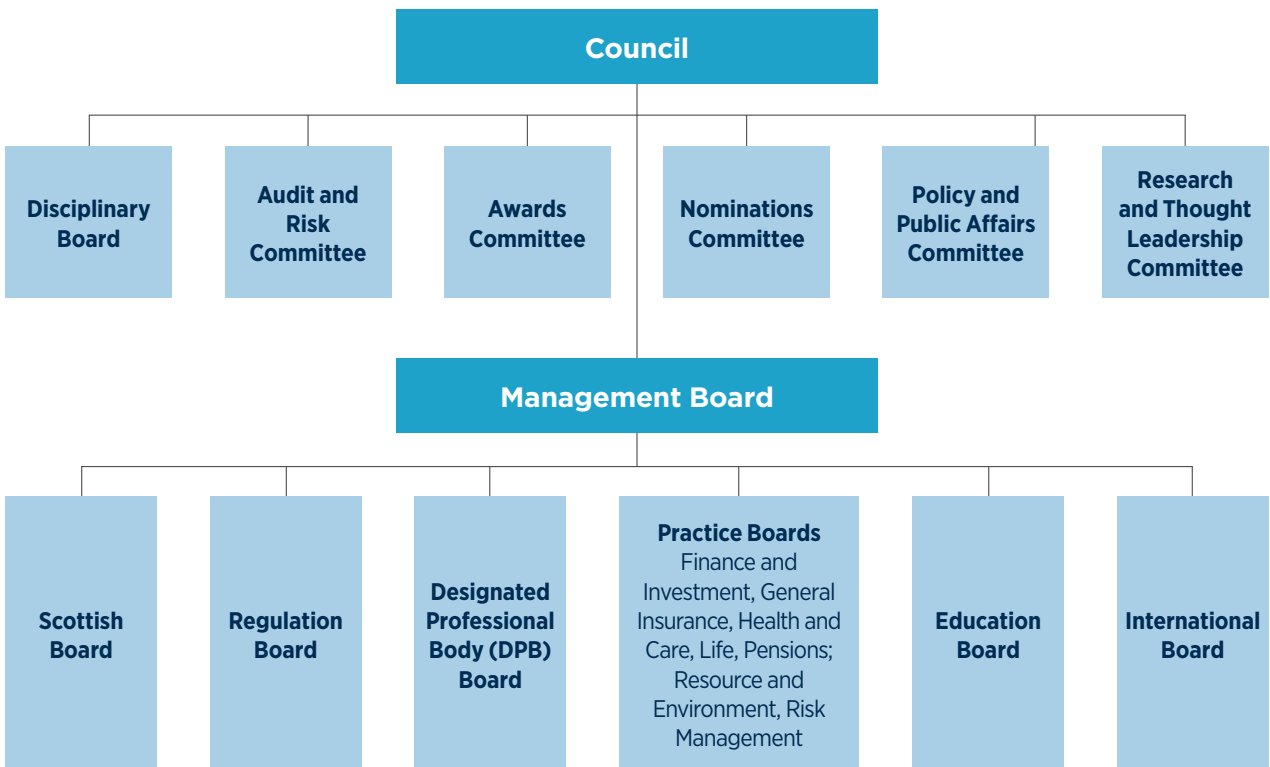 Council
Disciplinary
Board
Audit and
Risk
Committee
Awards
Committee
Nominations
Committee
Policy and
Public Affairs
Committee
Research
and Thought
Leadership
Committee
Management Board
Scottish
Board
Regulation
Board
Designated
Professional
Body (DPB)
Board
Practice Boards
Finance and
Investment, General
Insurance, Health and
Care, Life, Pensions;
Resource and
Environment, Risk
Management
Education
Board
International
Board